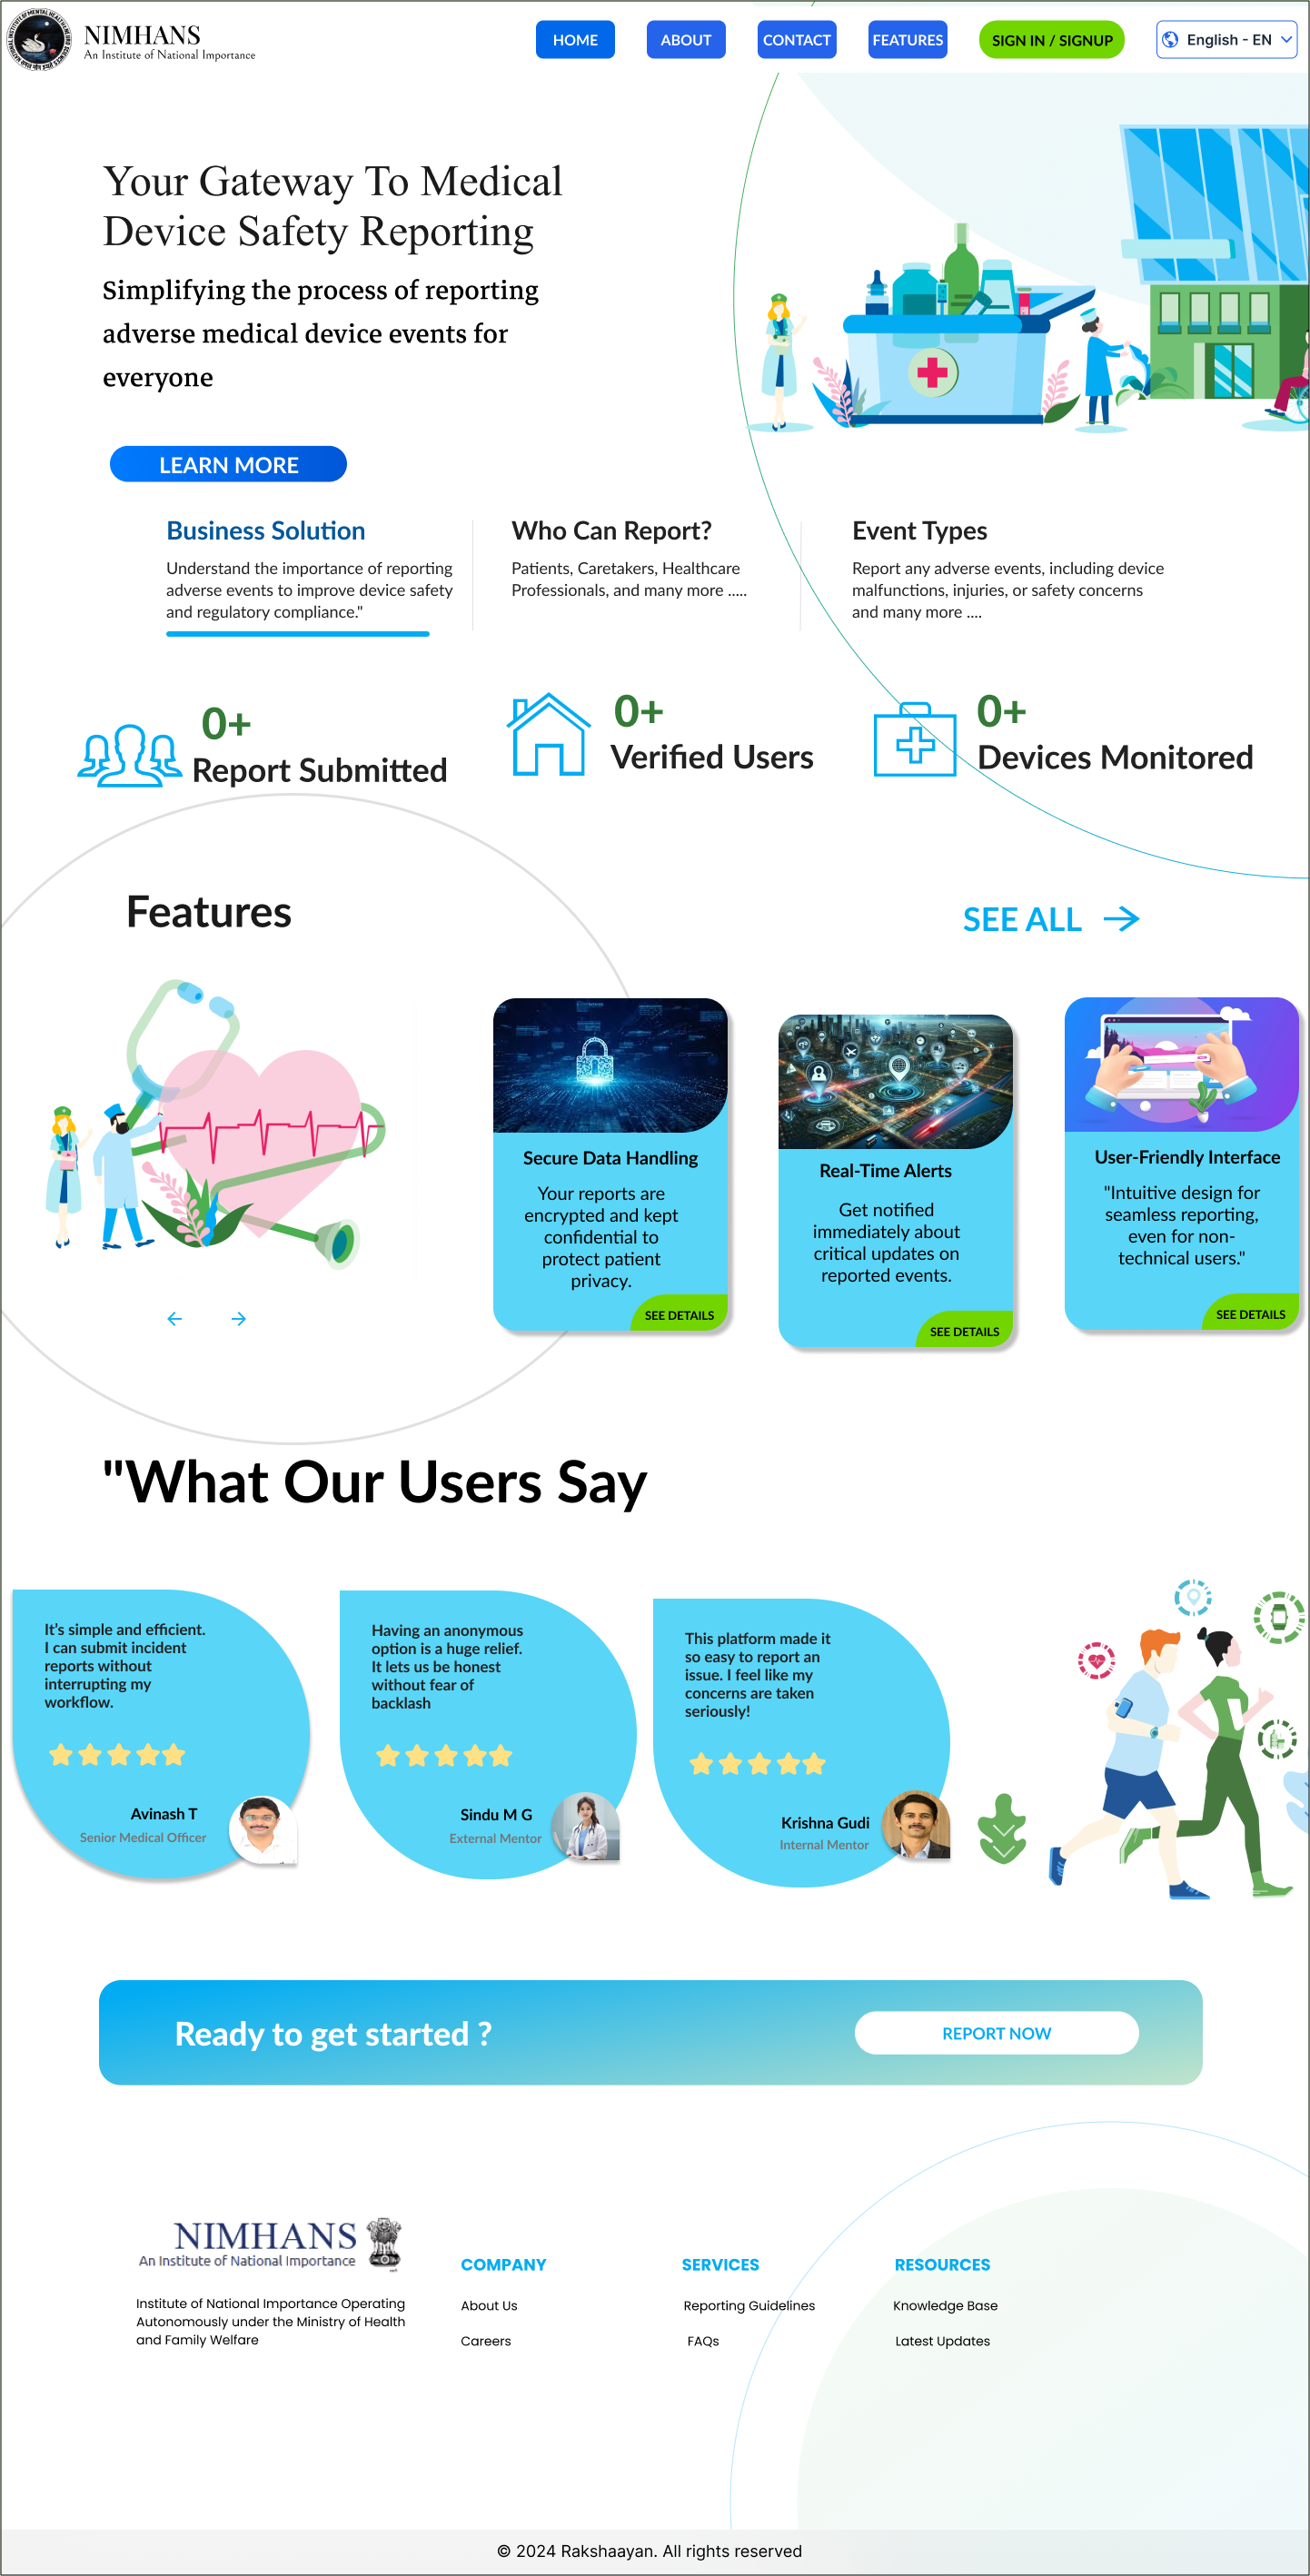 NIMHANS
An Institute of National Importance
HOME
ABOUT
CONTACT
FEATURES
SIGN IN / SIGNUP
English - EN
Your Gateway To Medical
Device Safety Reporting
Simplifying the process of reporting
adverse medical device events for
everyone
LEARN MORE
Business Solution
Understand the importance of reporting
adverse events to improve device safety
and regulatory compliance."
Who Can Report?
Patients, Caretakers, Healthcare
Professionals, and many more .....
Event Types
Report any adverse events, including device
malfunctions, injuries, or safety concerns
and many more ....
0+
Report Submitted
0+
Verified Users
0+
Devices Monitored
Features
SEE ALL
Secure Data Handling
Your reports are
encrypted and kept
confidential to
protect patient
privacy.
SEE DETAILS
Real-Time Alerts
Get notified
immediately about
critical updates on
reported events.
SEE DETAILS
User-Friendly Interface
"Intuitive design for
seamless reporting,
even for non-
technical users."
SEE DETAILS
"What Our Users Say
It's simple and efficient.
I can submit incident
reports without
interrupting my
workflow.
Avinash T
Senior Medical Officer
Having an anonymous
option is a huge relief.
It lets us be honest
without fear of
backlash
Sindu M G
External Mentor
This platform made it
so easy to report an
issue. I feel like my
concerns are taken
seriously!
Krishna Gudi
Internal Mentor
Ready to get started ?
REPORT NOW
NIMHANS
An Institute of National Importance
Institute of National Importance Operating
Autonomously under the Ministry of Health
and Family Welfare
COMPANY
About Us
Careers
SERVICES
Reporting Guidelines
FAQs
RESOURCES
Knowledge Base
Latest Updates
© 2024 Rakshaayan. All rights reserved